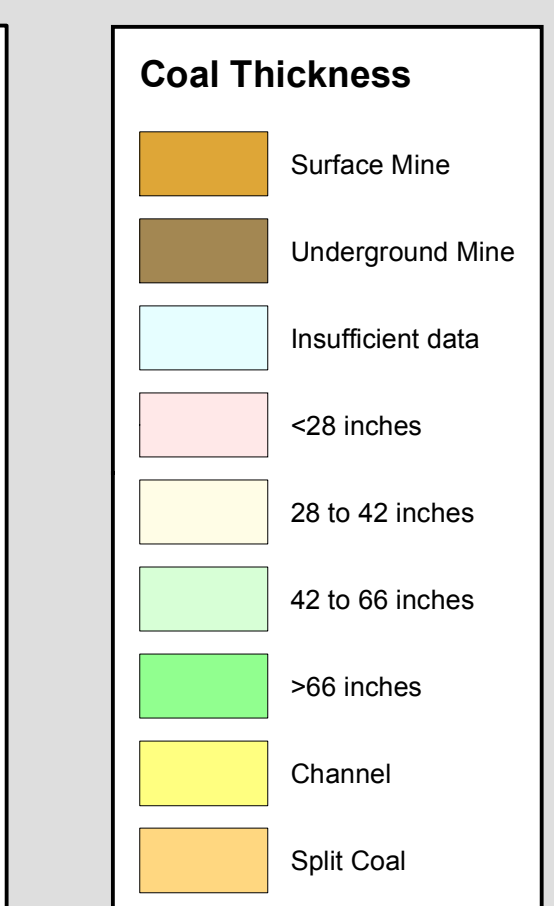 Coal Thickness
Surface Mine
Underground Mine
Insufficient data
<28 inches
28 to 42 inches
42 to 66 inches
>66 inches
Channel
Split Coal